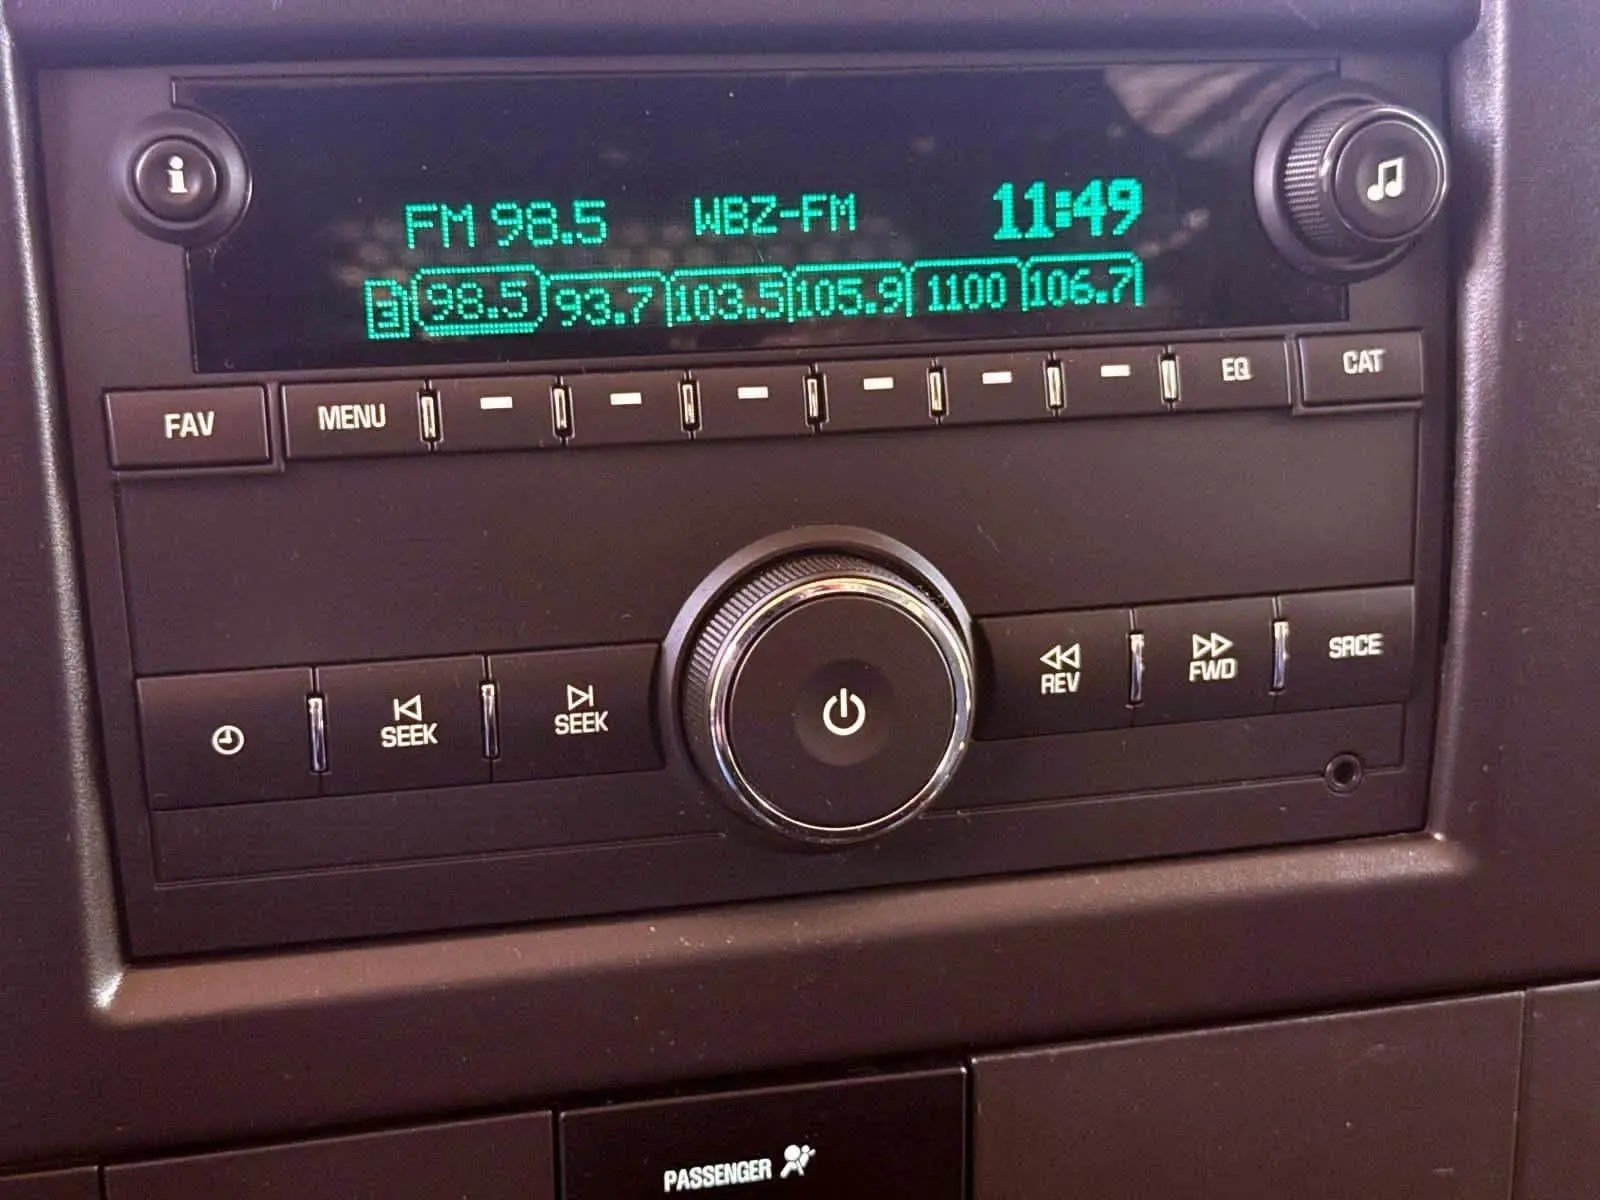 i
FM 98.5 WBZ-FM 11:49
3 98.5 93.7 103.5 105.9 1100 106.7
FAV MENU EQ CAT
SEEK SEEK REV FWD SRCE
PASSENGER